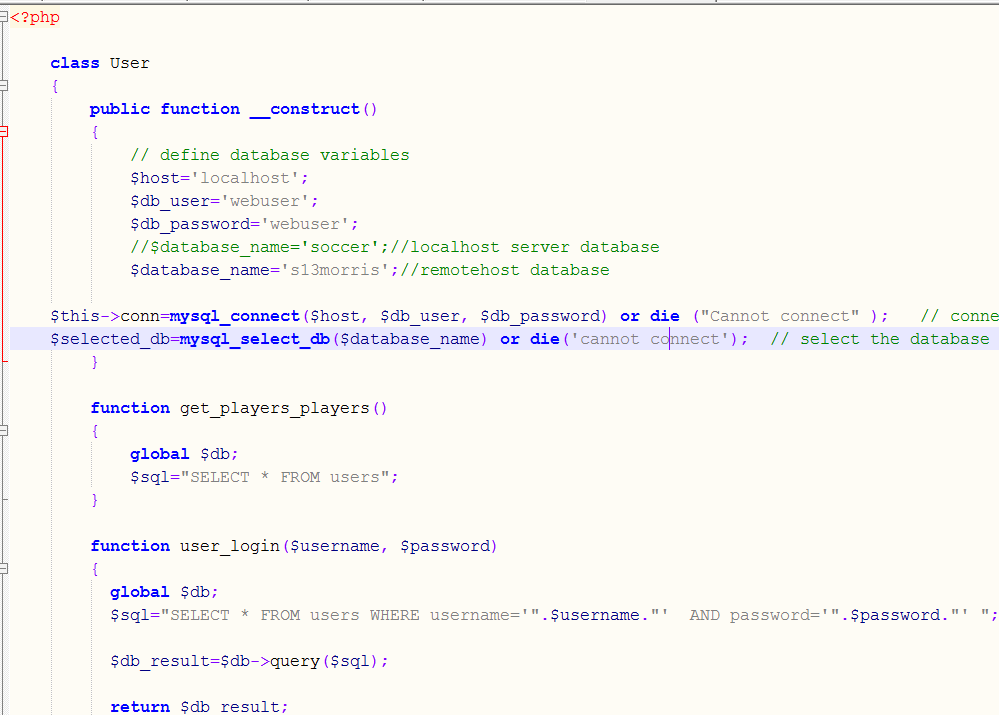 <?php
class User
{
public function __construct()
{
// define database variables
$host='localhost';
$db_user='webuser';
$db_password='webuser';
//$database_name='soccer';//localhost server database
$database_name='s13morris';//remotehost database
$this->conn=mysql_connect($host, $db_user, $db_password) or die ("Cannot connect" );   // conne
$selected_db=mysql_select_db($database_name) or die('cannot connect');  // select the database
}
function get_players_players()
{
global $db;
$sql="SELECT * FROM users";
}
function user_login($username, $password)
{
global $db;
$sql="SELECT * FROM users WHERE username='".$username."'  AND password='".$password."' ";
$db_result=$db->query($sql);
return $db_result;